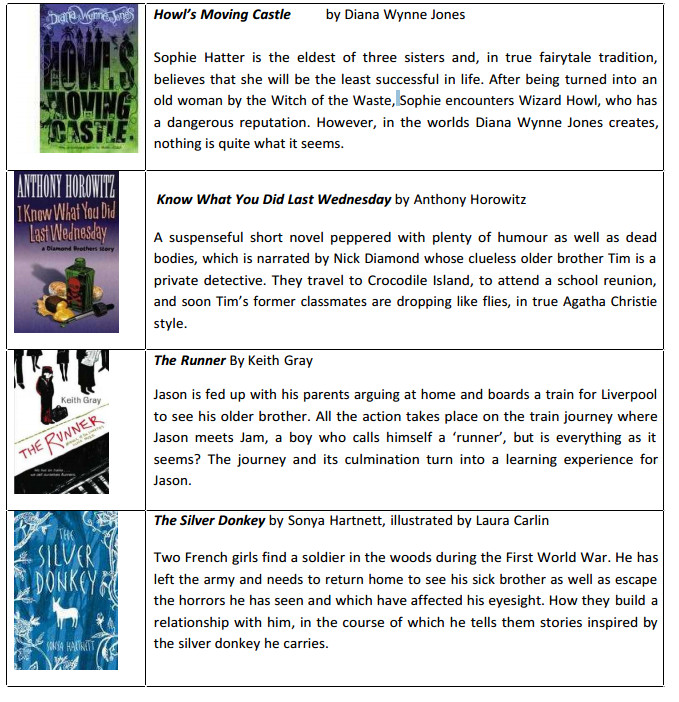 Diana Wynne Jones
HOWL'S
MOVING
CASTLE
Howl's Moving Castle by Diana Wynne Jones
Sophie Hatter is the eldest of three sisters and, in true fairytale tradition,
believes that she will be the least successful in life. After being turned into an
old woman by the Witch of the Waste, Sophie encounters Wizard Howl, who has
a dangerous reputation. However, in the worlds Diana Wynne Jones creates,
nothing is quite what it seems.
ANTHONY HOROWITZ
I Know What You Did
Last Wednesday
a Diamond Brothers story
Know What You Did Last Wednesday by Anthony Horowitz
A suspenseful short novel peppered with plenty of humour as well as dead
bodies, which is narrated by Nick Diamond whose clueless older brother Tim is a
private detective. They travel to Crocodile Island, to attend a school reunion,
and soon Tim's former classmates are dropping like flies, in true Agatha Christie
style.
Keith Gray
THE RUNNER
The Runner By Keith Gray
Jason is fed up with his parents arguing at home and boards a train for Liverpool
to see his older brother. All the action takes place on the train journey where
Jason meets Jam, a boy who calls himself a 'runner', but is everything as it
seems? The journey and its culmination turn into a learning experience for
Jason.
THE
SILVER
DONKEY
SONYA HARTNETT
The Silver Donkey by Sonya Hartnett, illustrated by Laura Carlin
Two French girls find a soldier in the woods during the First World War. He has
left the army and needs to return home to see his sick brother as well as escape
the horrors he has seen and which have affected his eyesight. How they build a
relationship with him, in the course of which he tells them stories inspired by
the silver donkey he carries.